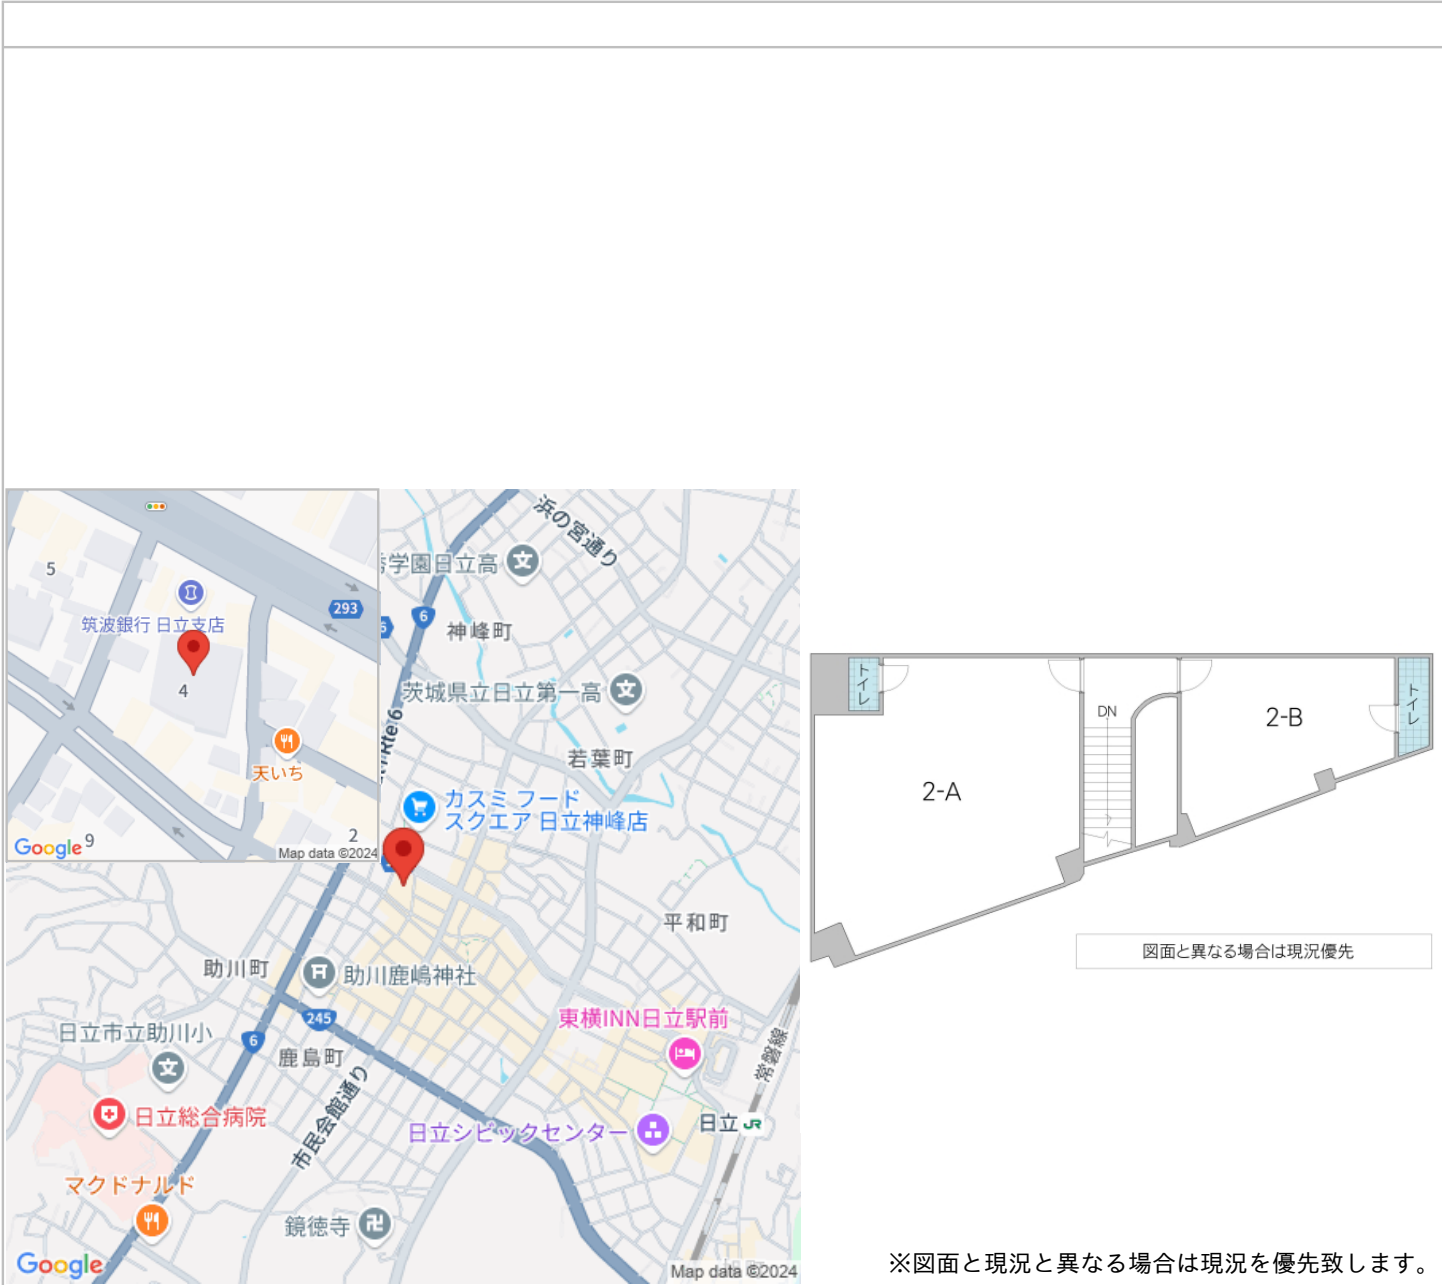 5
293
筑波銀行 日立支店
4
天いち
2
9
Google
Map data ©2024
浜の宮通り
学園日立高
6
神峰町
茨城県立日立第一高
Rte 6
若葉町
カスミ フード
スクエア 日立神峰店
平和町
助川町
助川鹿嶋神社
245
東横INN日立駅前
日立市立助川小
6
鹿島町
常磐線
市民会館通り
日立総合病院
日立シビックセンター
日立 JR
マクドナルド
鏡徳寺
Google
Map data ©2024
トイレ
DN
2-A
2-B
トイレ
図面と異なる場合は現況優先
※図面と現況と異なる場合は現況を優先致します。